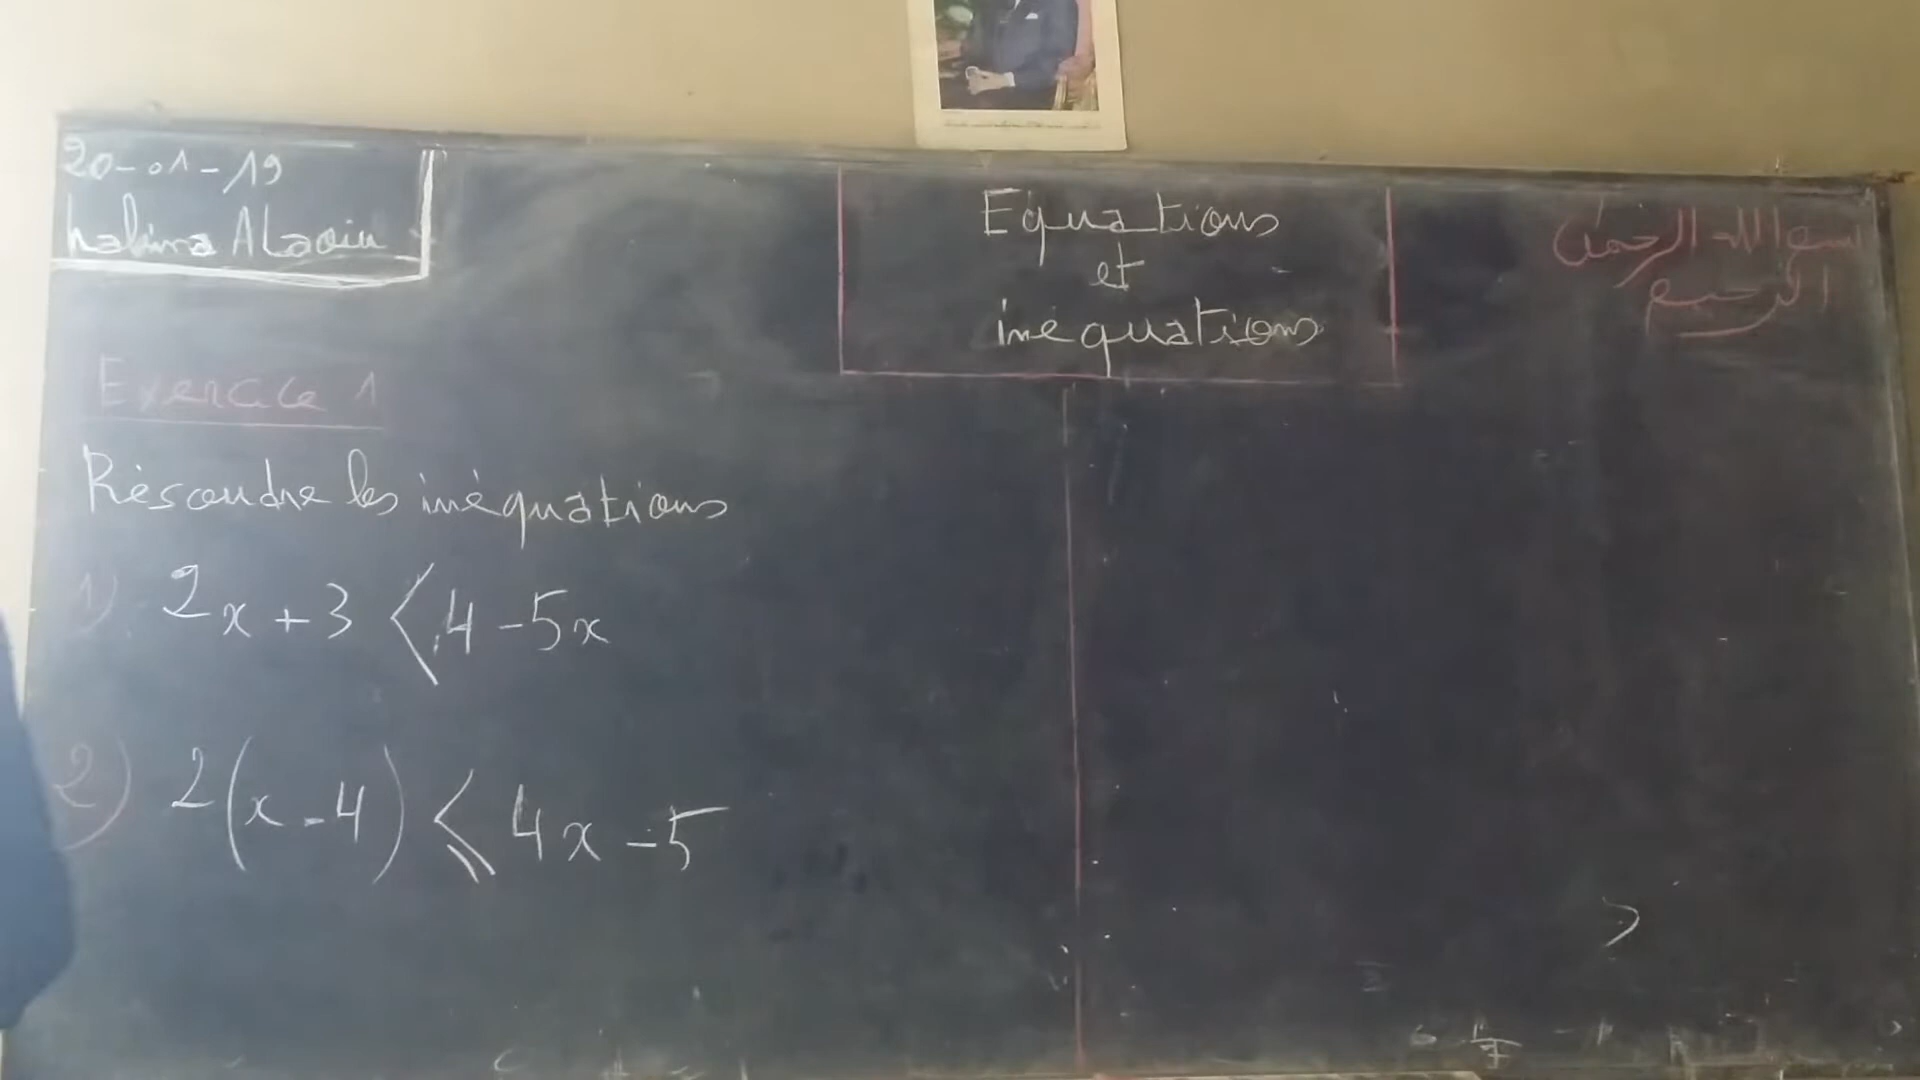 20-01-19
halima ALaoui
Equations
et
inéquations
بسم الله الرحمن
الرحيم
Exercice 1
Résoudre les inéquations
1) 2x + 3 < 4 - 5x
2) 2(x - 4) ⩽ 4x - 5